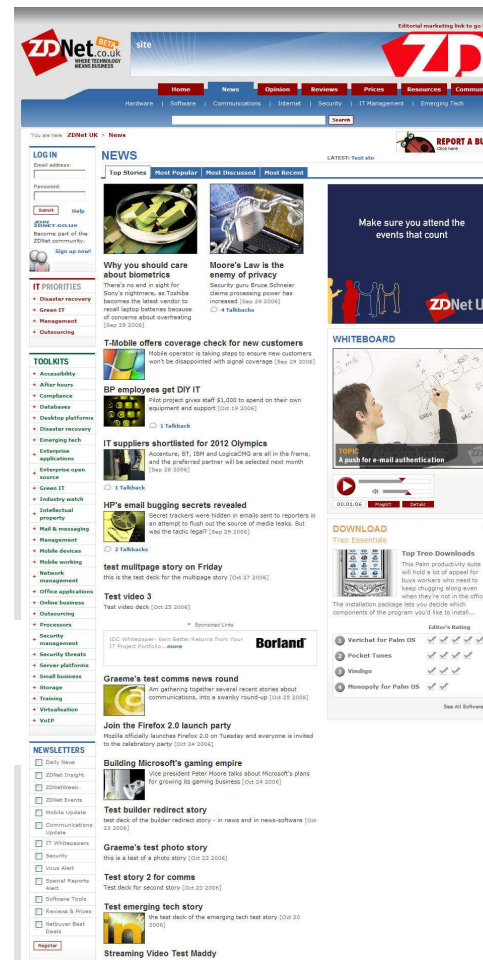 Editorial marketing link to go
ZDNet.co.uk
BETA
WHERE TECHNOLOGY
MEANS BUSINESS
site
ZD
Home News Opinion Reviews Prices Resources Commun
Hardware | Software | Communications | Internet | Security | IT Management | Emerging Tech
Search
You are here: ZDNet UK > News
REPORT A BU
Click here
LOG IN
Email address:
Password:
Submit Help
JOIN
ZDNET.CO.UK
Become part of the
ZDNet community.
Sign up now!
IT PRIORITIES
Disaster recovery
Green IT
Management
Outsourcing
TOOLKITS
Accessibility
After hours
Compliance
Databases
Desktop platforms
Disaster recovery
Emerging tech
Enterprise
applications
Enterprise open
source
Green IT
Industry watch
Intellectual
property
Mail & messaging
Management
Mobile devices
Mobile working
Network
management
Office applications
Online business
Outsourcing
Processors
Security
management
Security threats
Server platforms
Small business
Storage
Training
Virtualisation
VoIP
NEWSLETTERS
Daily News
ZDNet Insight
ZDNetWeek
ZDNet Events
Mobile Update
Communications
Update
IT Whitepapers
Security
Virus Alert
Special Reports
Alert
Software Tools
Reviews & Prices
Netbuyer Best
Deals
Register
NEWS
LATEST: Test sto
Top Stories Most Popular Most Discussed Most Recent
Why you should care
about biometrics
There's no end in sight for
Sony's nightmare, as Toshiba
becomes the latest vendor to
recall laptop batteries because
of concerns about overheating
[Sep 29 2006]
Moore's Law is the
enemy of privacy
Security guru Bruce Schneier
claims processing power has
increased [Sep 29 2006]
4 Talkbacks
T-Mobile offers coverage check for new customers
Mobile operator is taking steps to ensure new customers
won't be disappointed with signal coverage [Sep 29 2006]
BP employees get DIY IT
Pilot project gives staff $1,000 to spend on their own
equipment and support [Oct 19 2006]
1 Talkback
IT suppliers shortlisted for 2012 Olympics
Accenture, BT, IBM and LogicaCMG are all in the frame,
and the preferred partner will be selected next month
[Sep 28 2006]
1 Talkback
HP's email bugging secrets revealed
Secret trackers were hidden in emails sent to reporters in
an attempt to flush out the source of media leaks. But
was the tactic legal? [Sep 29 2006]
2 Talkbacks
test mulitpage story on Friday
this is the test deck for the multipage story [Oct 27 2006]
Test video 3
Test video deck [Oct 25 2006]
Sponsored Links
IDC Whitepaper- Earn Better Returns from Your
IT Project Portfolio...more
Borland
Graeme's test comms news round
Am gathering together several recent stories about
communications, into a swanky round-up [Oct 25 2006]
Join the Firefox 2.0 launch party
Mozilla officially launches Firefox 2.0 on Tuesday and everyone is invited
to the celebratory party [Oct 24 2006]
Building Microsoft's gaming empire
Vice president Peter Moore talks about Microsoft's plans
for growing its gaming business [Oct 24 2006]
Test builder redirect story
test deck of the builder redirect story - in news and in news-software [Oct
23 2006]
Graeme's test photo story
this is a test of a photo story [Oct 23 2006]
Test story 2 for comms
Test deck for second story [Oct 20 2006]
Test emerging tech story
the test deck of the emerging tech test story [Oct 20
2006]
Streaming Video Test Maddy
Make sure you attend the
events that count
ZDNet U
WHITEBOARD
TOPIC
A push for e-mail authentication
00.01.06 Playlist Details
DOWNLOAD
Treo Essentials
Top Treo Downloads
This Palm productivity suite
will hold a lot of appeal for
buys workers who need to
keep chugging along even
when they're not in the offic
The installation package lets you decide which
components of the program you'd like to install...
Editor's Rating
1 Verichat for Palm OS
2 Pocket Tunes
3 Vindigo
4 Monopoly for Palm OS
See All Software